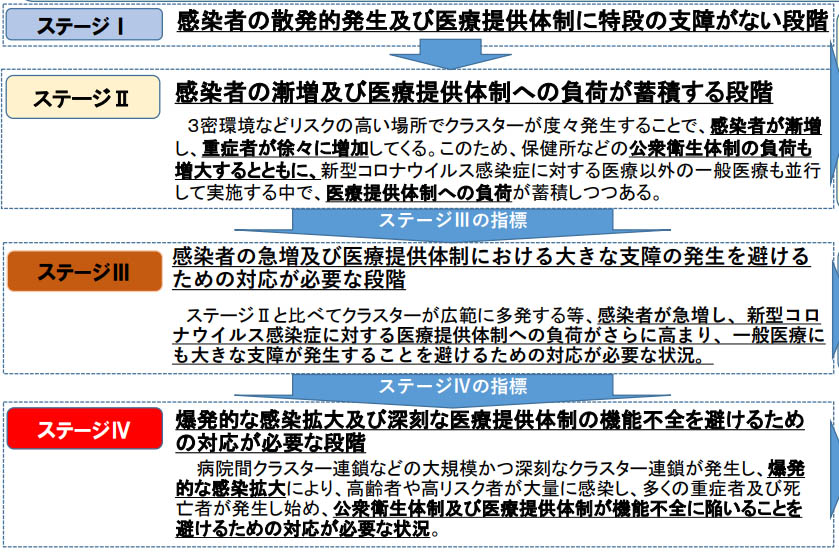 ステージⅠ
感染者の散発的発生及び医療提供体制に特段の支障がない段階
ステージⅡ
感染者の漸増及び医療提供体制への負荷が蓄積する段階
３密環境などリスクの高い場所でクラスターが度々発生することで、感染者が漸増
し、重症者が徐々に増加してくる。このため、保健所などの公衆衛生体制の負荷も
増大するとともに、新型コロナウイルス感染症に対する医療以外の一般医療も並行
して実施する中で、医療提供体制への負荷が蓄積しつつある。
ステージⅢの指標
ステージⅢ
感染者の急増及び医療提供体制における大きな支障の発生を避ける
ための対応が必要な段階
ステージⅡと比べてクラスターが広範に多発する等、感染者が急増し、新型コロ
ナウイルス感染症に対する医療提供体制への負荷がさらに高まり、一般医療に
も大きな支障が発生することを避けるための対応が必要な状況。
ステージⅣの指標
ステージⅣ
爆発的な感染拡大及び深刻な医療提供体制の機能不全を避けるため
の対応が必要な段階
病院間クラスター連鎖などの大規模かつ深刻なクラスター連鎖が発生し、爆発
的な感染拡大により、高齢者や高リスク者が大量に感染し、多くの重症者及び死
亡者が発生し始め、公衆衛生体制及び医療提供体制が機能不全に陥いることを
避けるための対応が必要な状況。